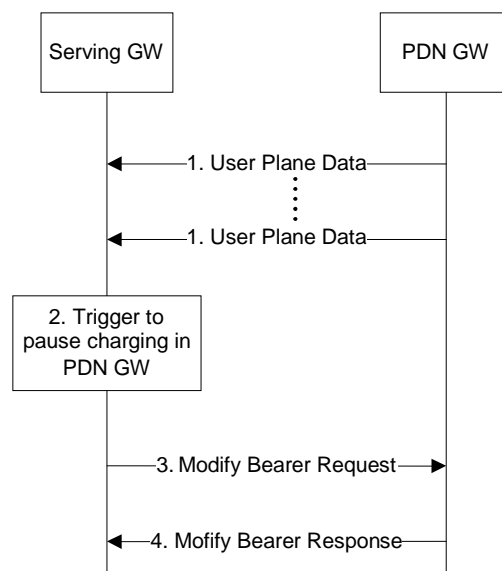 Serving GW
PDN GW
1. User Plane Data
1. User Plane Data
2. Trigger to
pause charging in
PDN GW
3. Modify Bearer Request
4. Mofify Bearer Response